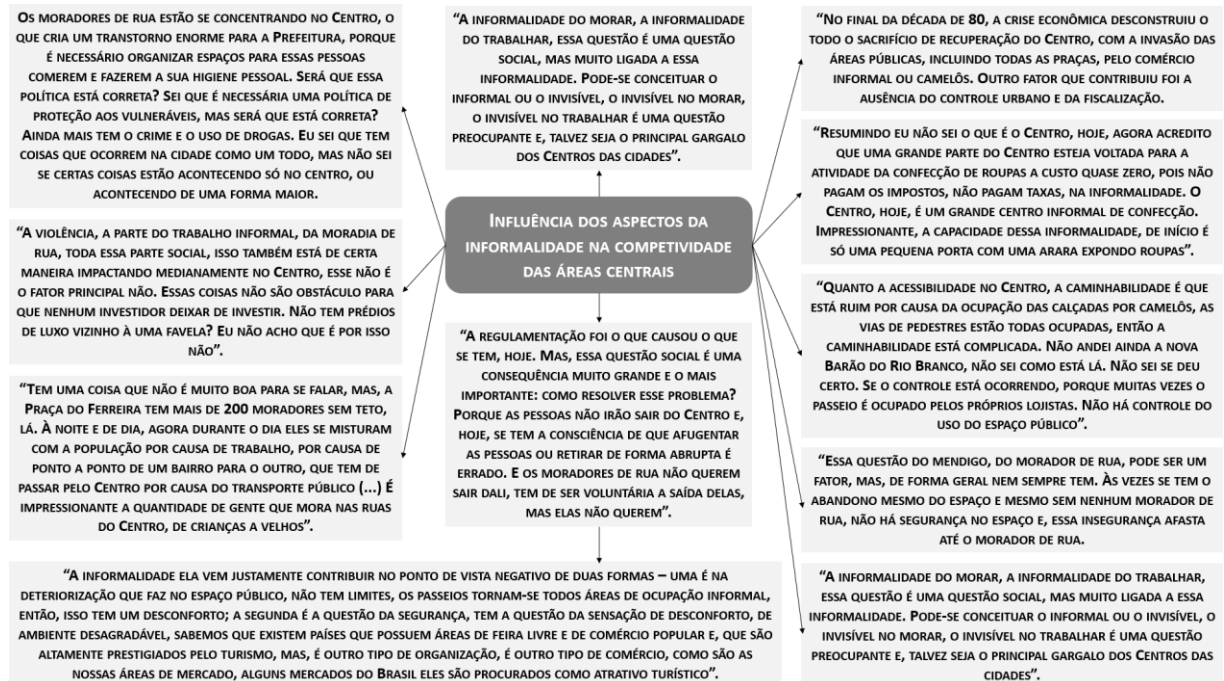 OS MORADORES DE RUA ESTÃO SE CONCENTRANDO NO CENTRO, O
QUE CRIA UM TRANSTORNO ENORME PARA A PREFEITURA, PORQUE
É NECESSÁRIO ORGANIZAR ESPAÇOS PARA ESSAS PESSOAS
COMEREM E FAZEREM A SUA HIGIENE PESSOAL. SERÁ QUE ESSA
POLÍTICA ESTÁ CORRETA? SEI QUE É NECESSÁRIA UMA POLÍTICA DE
PROTEÇÃO AOS VULNERÁVEIS, MAS SERÁ QUE ESTÁ CORRETA?
AINDA MAIS TEM O CRIME E O USO DE DROGAS. EU SEI QUE TEM
COISAS QUE OCORREM NA CIDADE COMO UM TODO, MAS NÃO SEI
SE CERTAS COISAS ESTÃO ACONTECENDO SÓ NO CENTRO, OU
ACONTECENDO DE UMA FORMA MAIOR.
"A VIOLÊNCIA, A PARTE DO TRABALHO INFORMAL, DA MORADIA DE
RUA, TODA ESSA PARTE SOCIAL, ISSO TAMBÉM ESTÁ DE CERTA
MANEIRA IMPACTANDO MEDIANAMENTE NO CENTRO, ESSE NÃO É
O FATOR PRINCIPAL NÃO. ESSAS COISAS NÃO SÃO OBSTÁCULO PARA
QUE NENHUM INVESTIDOR DEIXAR DE INVESTIR. NÃO TEM PRÉDIOS
DE LUXO VIZINHO À UMA FAVELA? EU NÃO ACHO QUE É POR ISSO
NÃO".
"TEM UMA COISA QUE NÃO É MUITO BOA PARA SE FALAR, MAS, A
PRAÇA DO FERREIRA TEM MAIS DE 200 MORADORES SEM TETO,
LÁ. À NOITE E DE DIA, AGORA DURANTE O DIA ELES SE MISTURAM
COM A POPULAÇÃO POR CAUSA DE TRABALHO, POR CAUSA DE
PONTO A PONTO DE UM BAIRRO PARA O OUTRO, QUE TEM DE
PASSAR PELO CENTRO POR CAUSA DO TRANSPORTE PÚBLICO (...) É
IMPRESSIONANTE A QUANTIDADE DE GENTE QUE MORA NAS RUAS
DO CENTRO, DE CRIANÇAS A VELHOS".
"A INFORMALIDADE DO MORAR, A INFORMALIDADE
DO TRABALHAR, ESSA QUESTÃO É UMA QUESTÃO
SOCIAL, MAS MUITO LIGADA A ESSA
INFORMALIDADE. PODE-SE CONCEITUAR O
INFORMAL OU O INVISÍVEL, O INVISÍVEL NO MORAR,
O INVISÍVEL NO TRABALHAR É UMA QUESTÃO
PREOCUPANTE E, TALVEZ SEJA O PRINCIPAL GARGALO
DOS CENTROS DAS CIDADES".
INFLUÊNCIA DOS ASPECTOS DA
INFORMALIDADE NA COMPETIVIDADE
DAS ÁREAS CENTRAIS
"A REGULAMENTAÇÃO FOI O QUE CAUSOU O QUE
SE TEM, HOJE. MAS, ESSA QUESTÃO SOCIAL É UMA
CONSEQUÊNCIA MUITO GRANDE E O MAIS
IMPORTANTE: COMO RESOLVER ESSE PROBLEMA?
PORQUE AS PESSOAS NÃO IRÃO SAIR DO CENTRO E,
HOJE, SE TEM A CONSCIÊNCIA DE QUE AFUGENTAR
AS PESSOAS OU RETIRAR DE FORMA ABRUPTA É
ERRADO. E OS MORADORES DE RUA NÃO QUEREM
SAIR DALI, TEM DE SER VOLUNTÁRIA A SAÍDA DELAS,
MAS ELAS NÃO QUEREM".
"A INFORMALIDADE ELA VEM JUSTAMENTE CONTRIBUIR NO PONTO DE VISTA NEGATIVO DE DUAS FORMAS – UMA É NA
DETERIORIZAÇÃO QUE FAZ NO ESPAÇO PÚBLICO, NÃO TEM LIMITES, OS PASSEIOS TORNAM-SE TODOS ÁREAS DE OCUPAÇÃO INFORMAL,
ENTÃO, ISSO TEM UM DESCONFORTO; A SEGUNDA É A QUESTÃO DA SEGURANÇA, TEM A QUESTÃO DA SENSAÇÃO DE DESCONFORTO, DE
AMBIENTE DESAGRADÁVEL, SABEMOS QUE EXISTEM PAÍSES QUE POSSUEM ÁREAS DE FEIRA LIVRE E DE COMÉRCIO POPULAR E, QUE SÃO
ALTAMENTE PRESTIGIADOS PELO TURISMO, MAS, É OUTRO TIPO DE ORGANIZAÇÃO, É OUTRO TIPO DE COMÉRCIO, COMO SÃO AS
NOSSAS ÁREAS DE MERCADO, ALGUNS MERCADOS DO BRASIL ELES SÃO PROCURADOS COMO ATRATIVO TURÍSTICO".
"NO FINAL DA DÉCADA DE 80, A CRISE ECONÔMICA DESCONSTRUIU O
TODO O SACRIFÍCIO DE RECUPERAÇÃO DO CENTRO, COM A INVASÃO DAS
ÁREAS PÚBLICAS, INCLUINDO TODAS AS PRAÇAS, PELO COMÉRCIO
INFORMAL OU CAMELÔS. OUTRO FATOR QUE CONTRIBUIU FOI A
AUSÊNCIA DO CONTROLE URBANO E DA FISCALIZAÇÃO.
"RESUMINDO EU NÃO SEI O QUE É O CENTRO, HOJE, AGORA ACREDITO
QUE UMA GRANDE PARTE DO CENTRO ESTEJA VOLTADA PARA A
ATIVIDADE DA CONFECÇÃO DE ROUPAS A CUSTO QUASE ZERO, POIS NÃO
PAGAM OS IMPOSTOS, NÃO PAGAM TAXAS, NA INFORMALIDADE. O
CENTRO, HOJE, É UM GRANDE CENTRO INFORMAL DE CONFECÇÃO.
IMPRESSIONANTE, A CAPACIDADE DESSA INFORMALIDADE, DE INÍCIO É
SÓ UMA PEQUENA PORTA COM UMA ARARA EXPONDO ROUPAS".
"QUANTO A ACESSIBILIDADE NO CENTRO, A CAMINHABILIDADE É QUE
ESTÁ RUIM POR CAUSA DA OCUPAÇÃO DAS CALÇADAS POR CAMELÔS, AS
VIAS DE PEDESTRES ESTÃO TODAS OCUPADAS, ENTÃO A
CAMINHABILIDADE ESTÁ COMPLICADA. NÃO ANDEI AINDA A NOVA
BARÃO DO RIO BRANCO, NÃO SEI COMO ESTÁ LÁ. NÃO SEI SE DEU
CERTO. SE O CONTROLE ESTÁ OCORRENDO, PORQUE MUITAS VEZES O
PASSEIO É OCUPADO PELOS PRÓPRIOS LOJISTAS. NÃO HÁ CONTROLE DO
USO DO ESPAÇO PÚBLICO".
"ESSA QUESTÃO DO MENDIGO, DO MORADOR DE RUA, PODE SER UM
FATOR, MAS, DE FORMA GERAL NEM SEMPRE TEM. ÀS VEZES SE TEM O
ABANDONO MESMO DO ESPAÇO E MESMO SEM NENHUM MORADOR DE
RUA, NÃO HÁ SEGURANÇA NO ESPAÇO E, ESSA INSEGURANÇA AFASTA
ATÉ O MORADOR DE RUA.
"A INFORMALIDADE DO MORAR, A INFORMALIDADE DO TRABALHAR,
ESSA QUESTÃO É UMA QUESTÃO SOCIAL, MAS MUITO LIGADA A ESSA
INFORMALIDADE. PODE-SE CONCEITUAR O INFORMAL OU O INVISÍVEL, O
INVISÍVEL NO MORAR, O INVISÍVEL NO TRABALHAR É UMA QUESTÃO
PREOCUPANTE E, TALVEZ SEJA O PRINCIPAL GARGALO DOS CENTROS DAS
CIDADES".